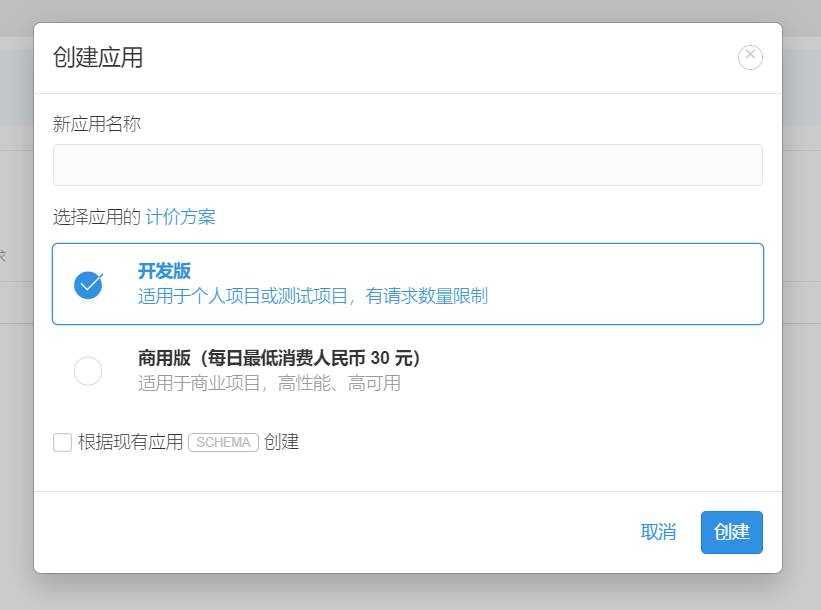 创建应用
新应用名称
选择应用的 计价方案
开发版
适用于个人项目或测试项目，有请求数量限制
商用版（每日最低消费人民币 30 元）
适用于商业项目，高性能、高可用
根据现有应用 SCHEMA 创建
取消 创建